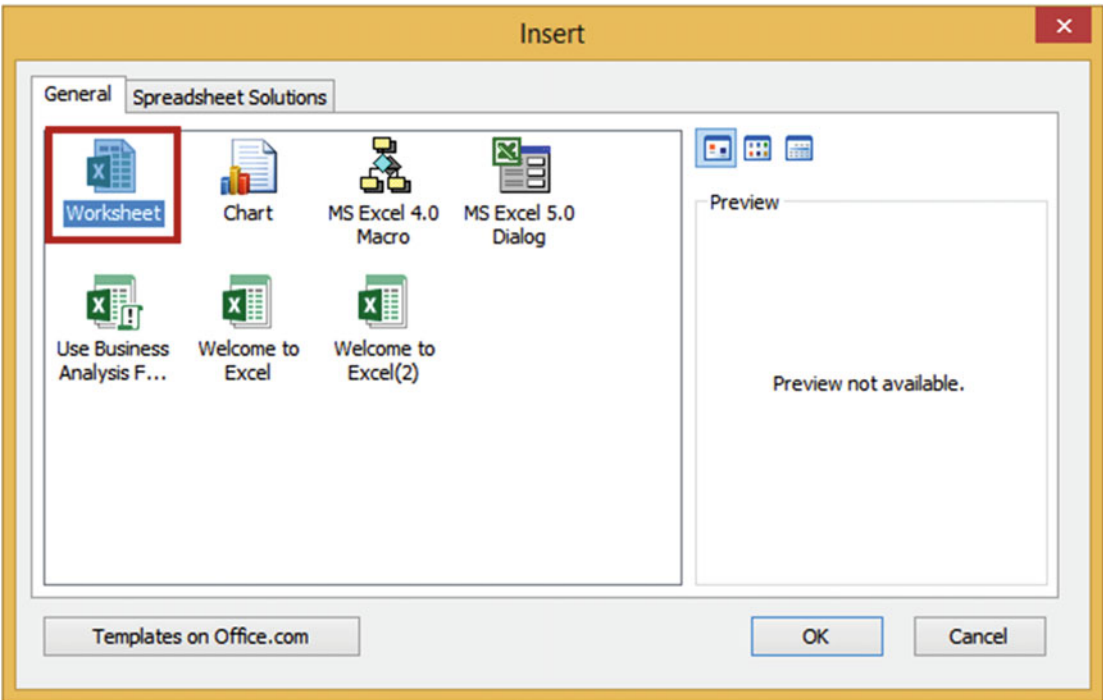 Insert
General
Spreadsheet Solutions
Worksheet
Chart
MS Excel 4.0
Macro
MS Excel 5.0
Dialog
Use Business
Analysis F...
Welcome to
Excel
Welcome to
Excel(2)
Preview
Preview not available.
Templates on Office.com
OK
Cancel